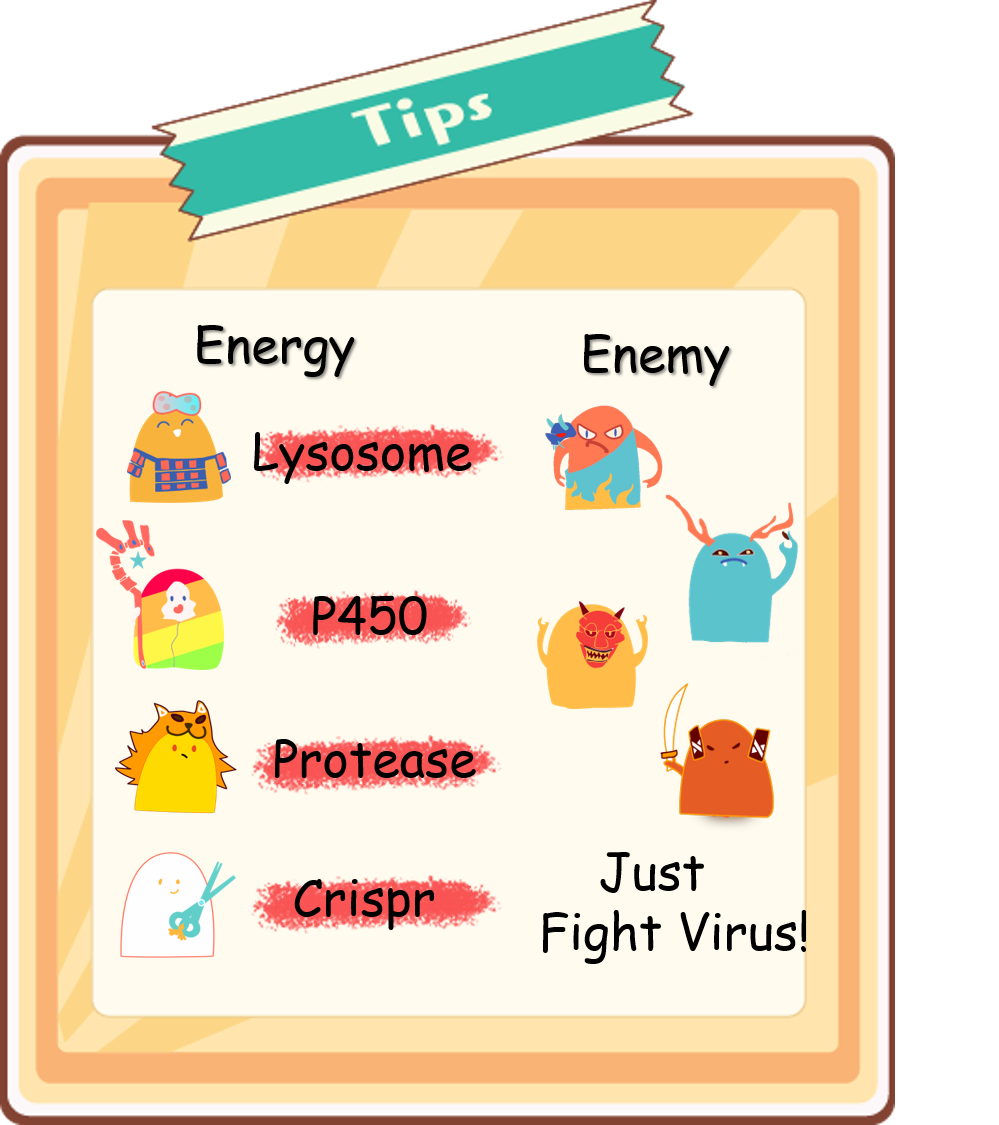 Tips
Energy
Enemy
Lysosome
P450
Protease
Crispr
Just
Fight Virus!